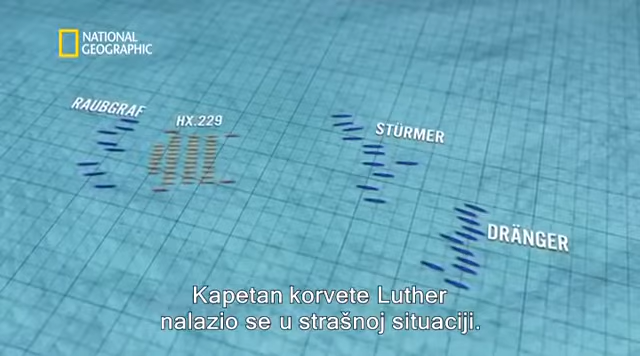 NATIONAL
GEOGRAPHIC
RAUBGRAF
HX.229
STÜRMER
DRÄNGER
Kapetan korvete Luther
nalazio se u strašnoj situaciji.